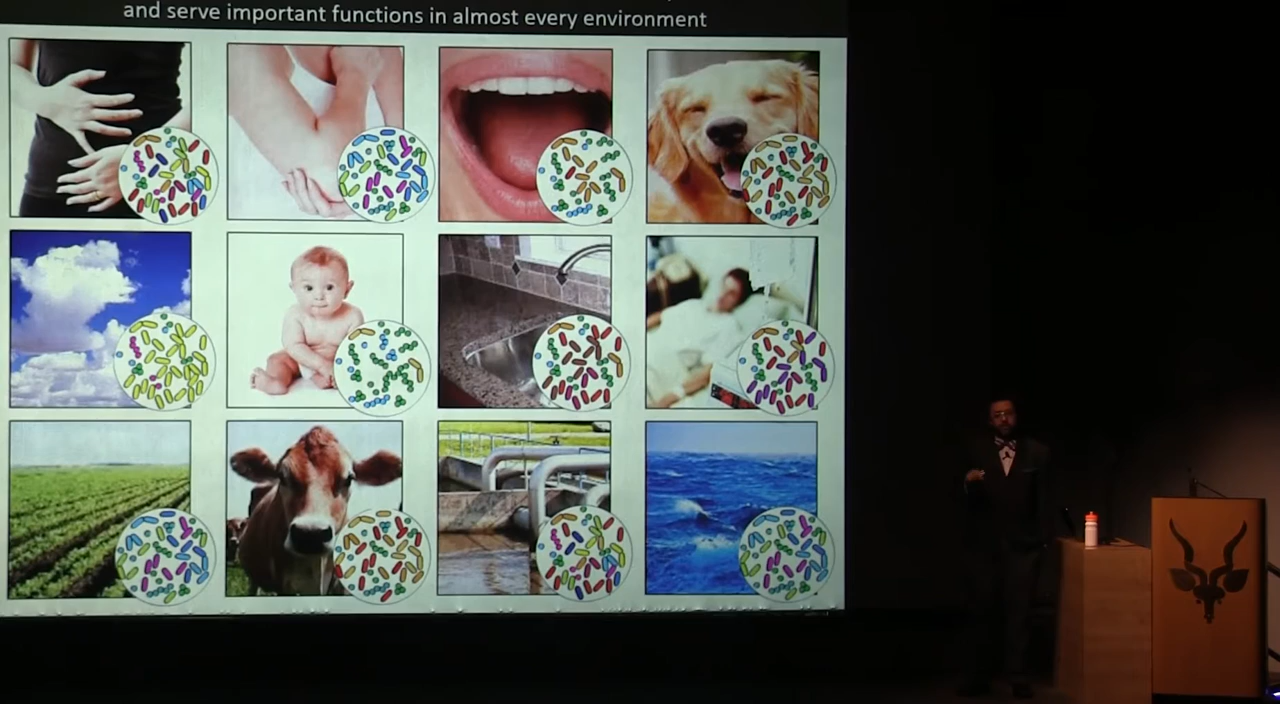 and serve important functions in almost every environment